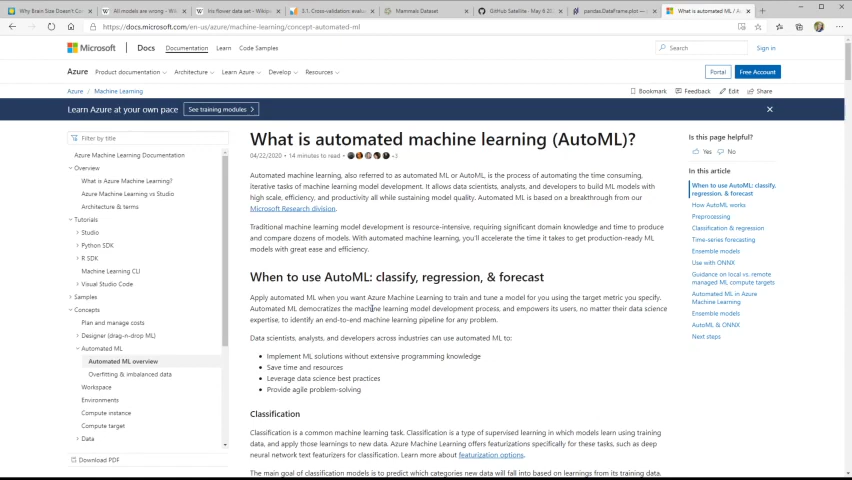 Why Brain Size Doesn't Co
All models are wrong - Wiki
iris flower data set - Wikip
3.1. Cross-validation: evaluat
Mammals Dataset
GitHub Satellite - May 6 2
pandas.DataFrame.plot —
What is automated ML / A
https://docs.microsoft.com/en-us/azure/machine-learning/concept-automated-ml
Microsoft Docs Documentation Learn Code Samples Search Sign in
Azure Product documentation Architecture Learn Azure Develop Resources Portal Free Account
Azure / Machine Learning Bookmark Feedback Edit Share
Learn Azure at your own pace See training modules
Filter by title
Azure Machine Learning Documentation
Overview
What is Azure Machine Learning?
Azure Machine Learning vs Studio
Architecture & terms
Tutorials
Studio
Python SDK
R SDK
Machine Learning CLI
Visual Studio Code
Samples
Concepts
Plan and manage costs
Designer (drag-n-drop ML)
Automated ML
Automated ML overview
Overfitting & imbalanced data
Workspace
Environments
Compute instance
Compute target
Data
Download PDF
What is automated machine learning (AutoML)?
04/22/2020 • 14 minutes to read • +3
Automated machine learning, also referred to as automated ML or AutoML, is the process of automating the time consuming,
iterative tasks of machine learning model development. It allows data scientists, analysts, and developers to build ML models with
high scale, efficiency, and productivity all while sustaining model quality. Automated ML is based on a breakthrough from our
Microsoft Research division.
Traditional machine learning model development is resource-intensive, requiring significant domain knowledge and time to produce
and compare dozens of models. With automated machine learning, you'll accelerate the time it takes to get production-ready ML
models with great ease and efficiency.
When to use AutoML: classify, regression, & forecast
Apply automated ML when you want Azure Machine Learning to train and tune a model for you using the target metric you specify.
Automated ML democratizes the machine learning model development process, and empowers its users, no matter their data science
expertise, to identify an end-to-end machine learning pipeline for any problem.
Data scientists, analysts, and developers across industries can use automated ML to:
• Implement ML solutions without extensive programming knowledge
• Save time and resources
• Leverage data science best practices
• Provide agile problem-solving
Classification
Classification is a common machine learning task. Classification is a type of supervised learning in which models learn using training
data, and apply those learnings to new data. Azure Machine Learning offers featurizations specifically for these tasks, such as deep
neural network text featurizers for classification. Learn more about featurization options.
The main goal of classification models is to predict which categories new data will fall into based on learnings from its training data.
Is this page helpful?
Yes No
In this article
When to use AutoML: classify,
regression, & forecast
How AutoML works
Preprocessing
Classification & regression
Time-series forecasting
Ensemble models
Use with ONNX
Guidance on local vs. remote
managed ML compute targets
Automated ML in Azure
Machine Learning
Ensemble models
AutoML & ONNX
Next steps